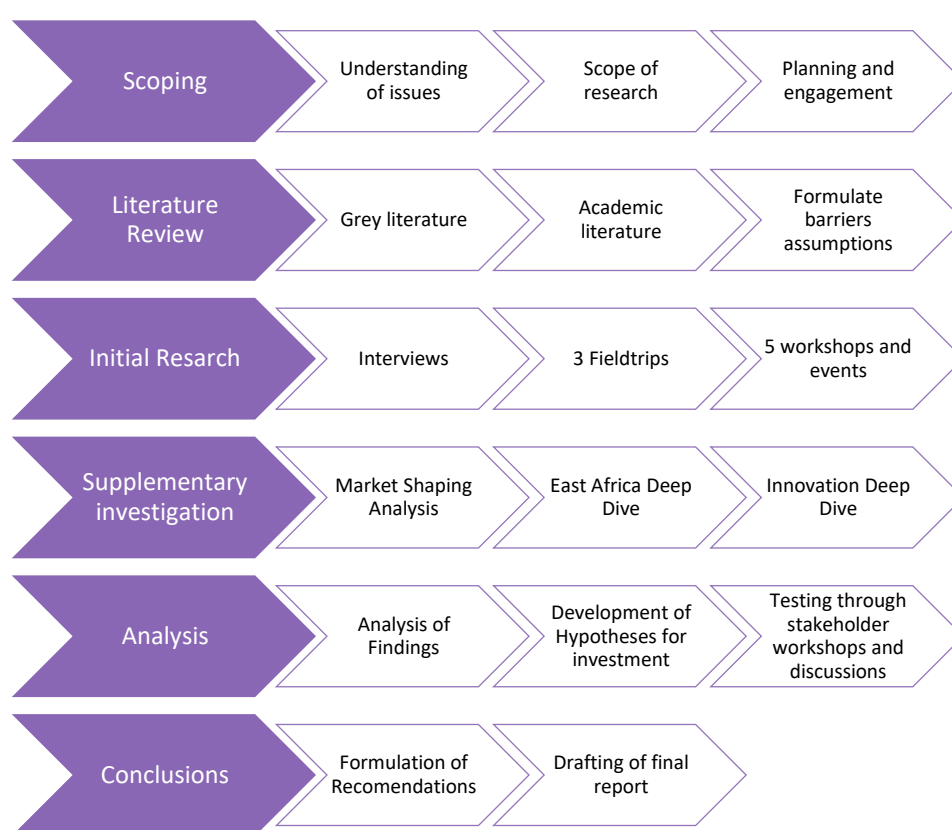 Scoping
Understanding
of issues
Scope of
research
Planning and
engagement
Literature
Review
Grey literature
Academic
literature
Formulate
barriers
assumptions
Initial Resarch
Interviews
3 Fieldtrips
5 workshops and
events
Supplementary
investigation
Market Shaping
Analysis
East Africa Deep
Dive
Innovation Deep
Dive
Analysis
Analysis of
Findings
Development of
Hypotheses for
investment
Testing through
stakeholder
workshops and
discussions
Conclusions
Formulation of
Recomendations
Drafting of final
report